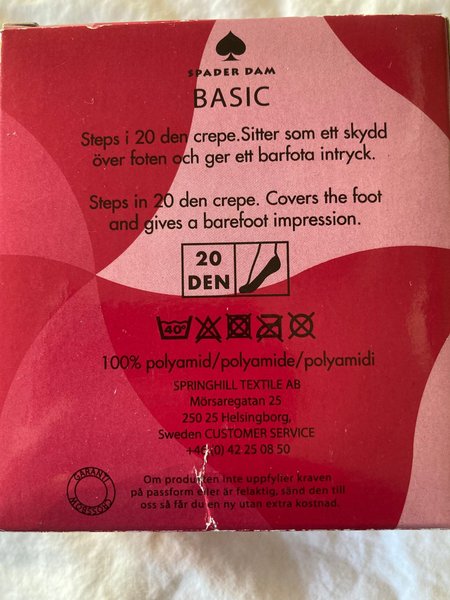 SPADER DAM
BASIC
Steps i 20 den crepe.Sitter som ett skydd
över foten och ger ett barfota intryck.
Steps in 20 den crepe. Covers the foot
and gives a barefoot impression.
20
DEN
40°
100% polyamid/polyamide/polyamidi
SPRINGHILL TEXTILE AB
Mörsaregatan 25
250 25 Helsingborg,
Sweden CUSTOMER SERVICE
+46(0) 42 25 08 50
GARANTI
Om produkten inte uppfyller kraven
på passform eller är felaktig, sänd den till
oss så får du en ny utan extra kostnad.